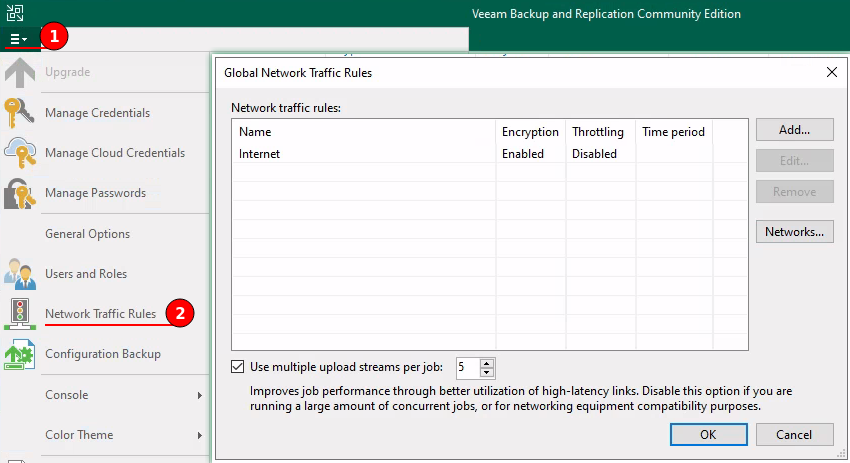 Veeam Backup and Replication Community Edition
1
Upgrade
Manage Credentials
Manage Cloud Credentials
Manage Passwords
General Options
Users and Roles
Network Traffic Rules
2
Configuration Backup
Console
Color Theme
Global Network Traffic Rules
Network traffic rules:
Name Encryption Throttling Time period
Internet Enabled Disabled
Add...
Edit...
Remove
Networks...
Use multiple upload streams per job: 5
Improves job performance through better utilization of high-latency links. Disable this option if you are
running a large amount of concurrent jobs, or for networking equipment compatibility purposes.
OK Cancel